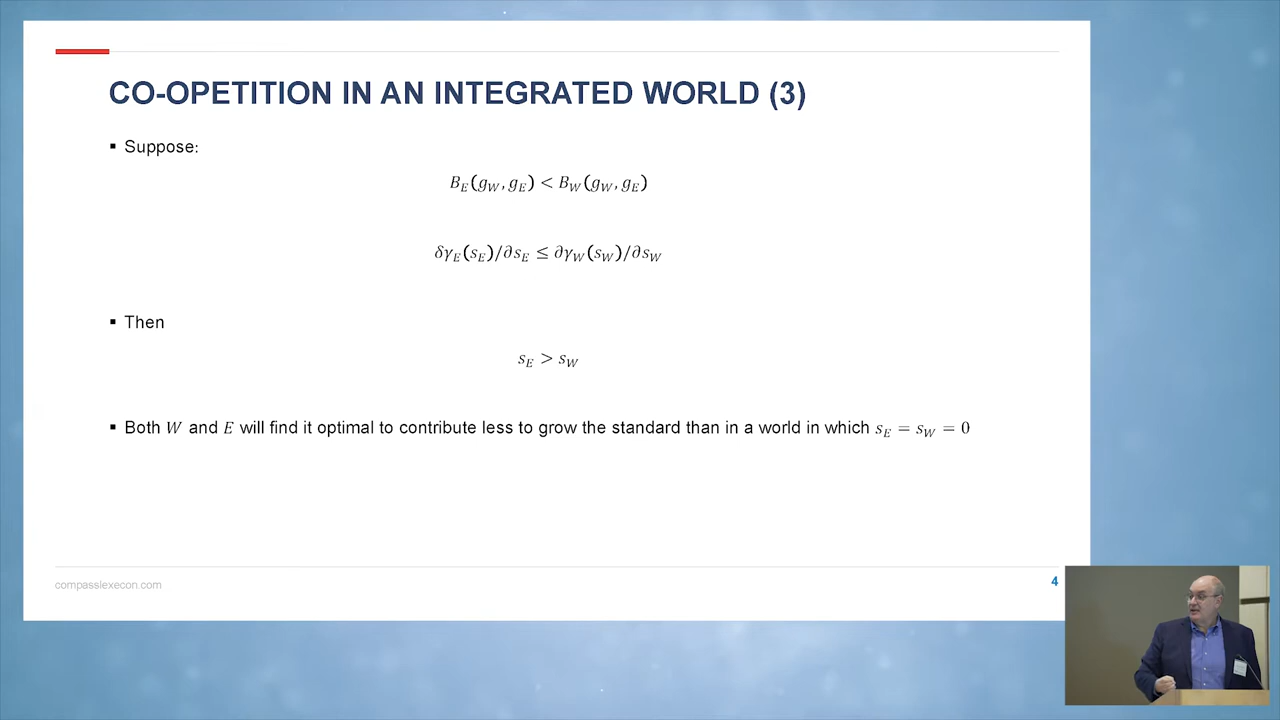 CO-OPETITION IN AN INTEGRATED WORLD (3)
▪ Suppose:
B_E(g_W, g_E) < B_W(g_W, g_E)
δγ_E(s_E)/∂s_E ≤ ∂γ_W(s_W)/∂s_W
▪ Then
s_E > s_W
▪ Both W and E will find it optimal to contribute less to grow the standard than in a world in which s_E = s_W = 0
compasslexecon.com
4